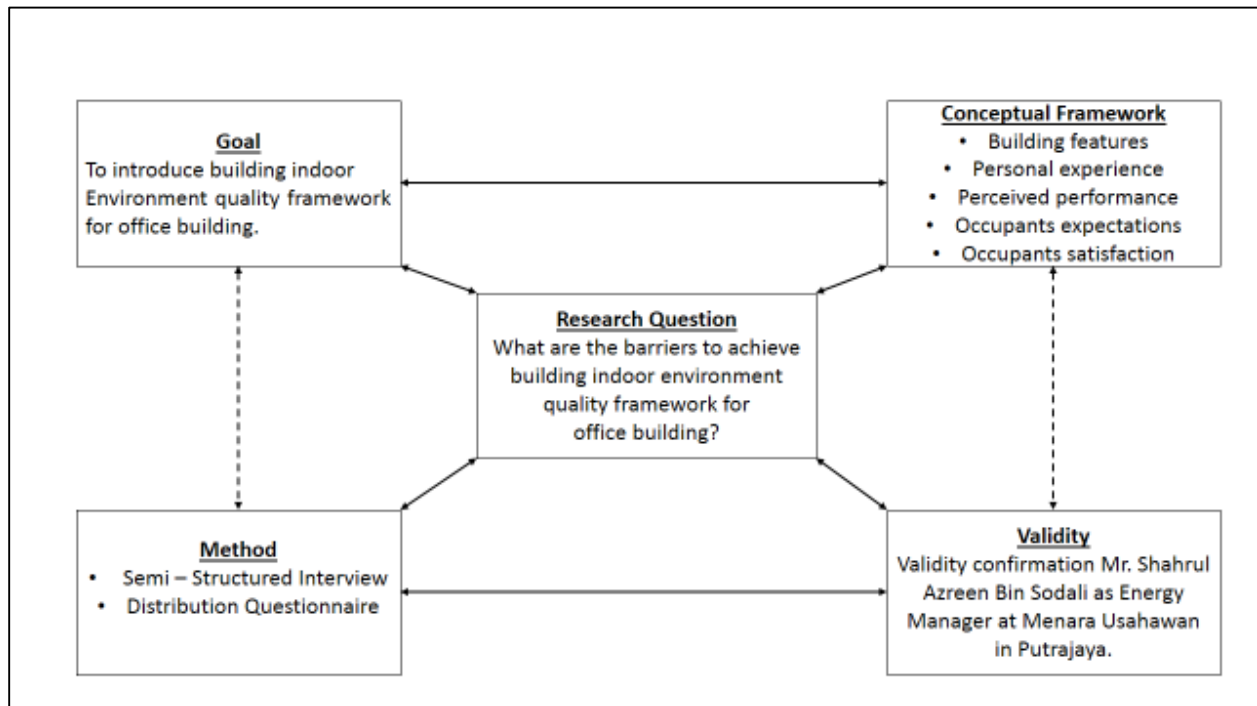 Goal
To introduce building indoor
Environment quality framework
for office building.
Conceptual Framework
• Building features
• Personal experience
• Perceived performance
• Occupants expectations
• Occupants satisfaction
Research Question
What are the barriers to achieve
building indoor environment
quality framework for
office building?
Method
• Semi – Structured Interview
• Distribution Questionnaire
Validity
Validity confirmation Mr. Shahrul
Azreen Bin Sodali as Energy
Manager at Menara Usahawan
in Putrajaya.